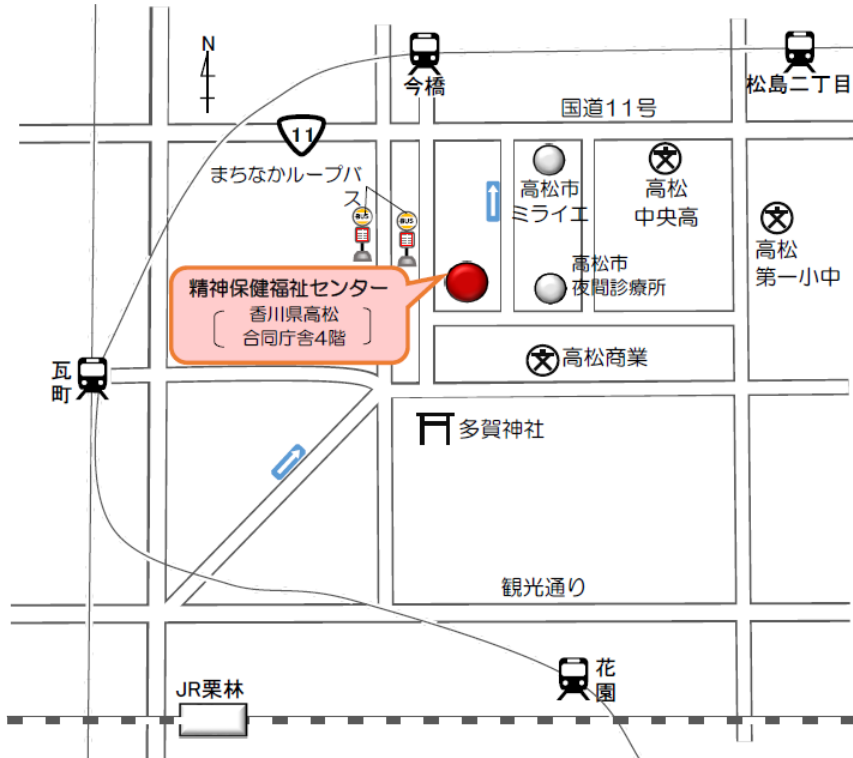 N
今橋
松島二丁目
国道11号
11
まちなかループバ
ス
BUS
BUS
高松市
ミライエ
高松
中央高
高松
第一小中
精神保健福祉センター
香川県高松
合同庁舎4階
高松市
夜間診療所
瓦
町
高松商業
多賀神社
観光通り
花
園
JR栗林